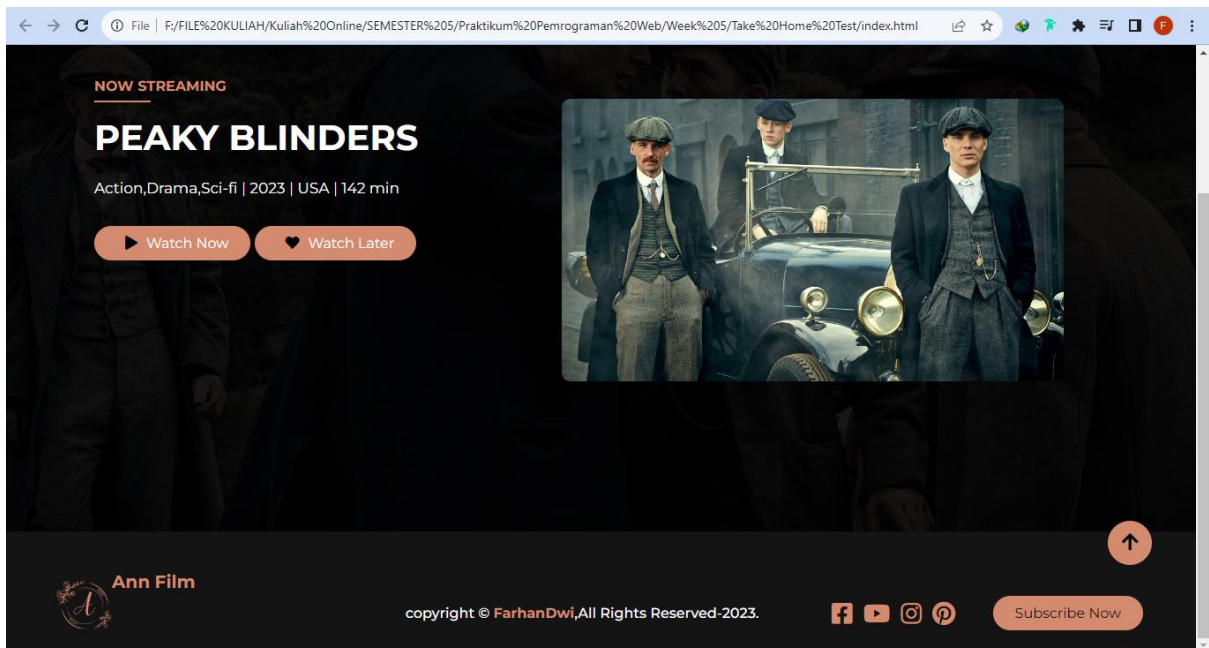 File | F:/FILE%20KULIAH/Kuliah%20Online/SEMESTER%205/Praktikum%20Pemrograman%20Web/Week%205/Take%20Home%20Test/index.html
F
NOW STREAMING
PEAKY BLINDERS
Action,Drama,Sci-fi | 2023 | USA | 142 min
Watch Now
Watch Later
Ann Film
A
copyright © FarhanDwi,All Rights Reserved-2023.
Subscribe Now